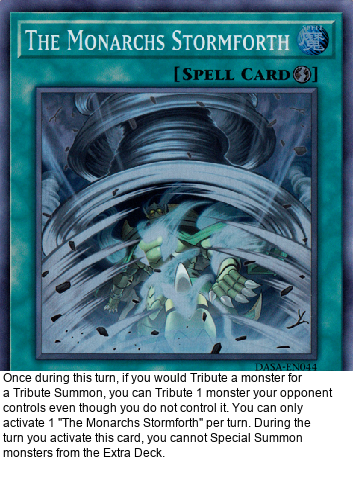 THE MONARCHS STORMFORTH
[SPELL CARD]
DASA-EN044
Once during this turn, if you would Tribute a monster for
a Tribute Summon, you can Tribute 1 monster your opponent
controls even though you do not control it. You can only
activate 1 "The Monarchs Stormforth" per turn. During the
turn you activate this card, you cannot Special Summon
monsters from the Extra Deck.